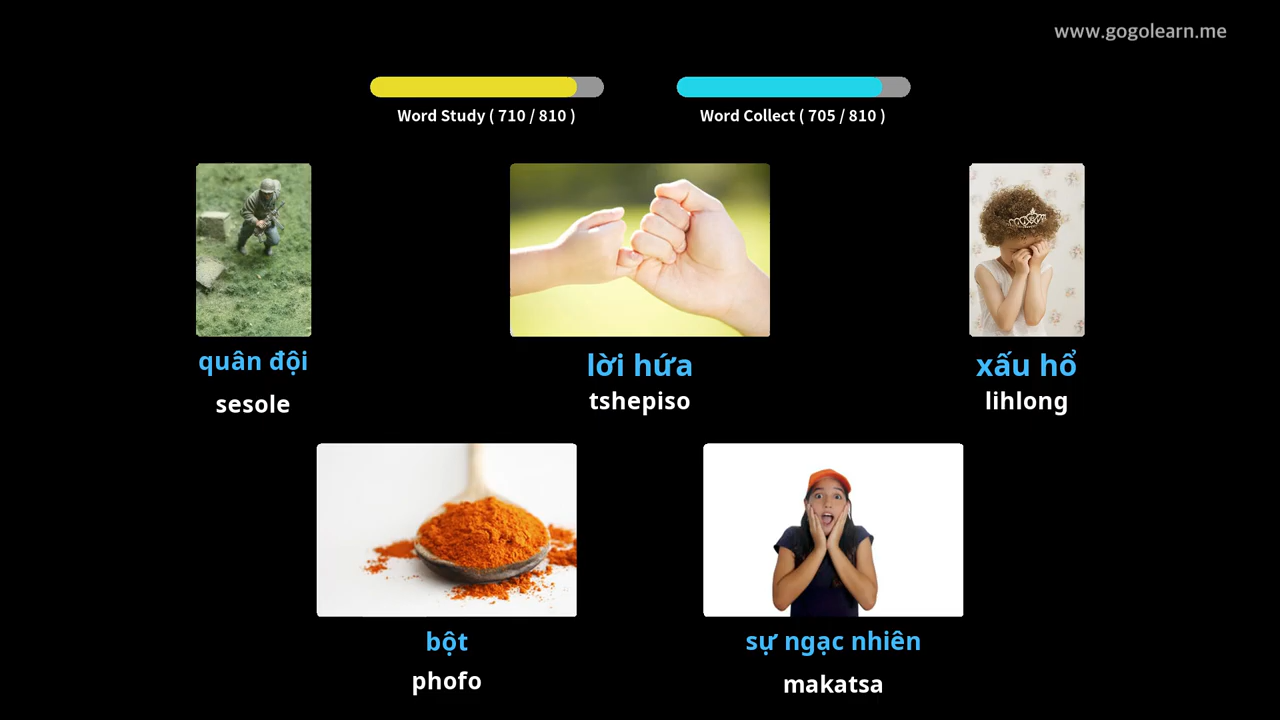 www.gogolearn.me
Word Study ( 710 / 810 )
Word Collect ( 705 / 810 )
quân đội
sesole
lời hứa
tshepiso
xấu hổ
lihlong
bột
phofo
sự ngạc nhiên
makatsa